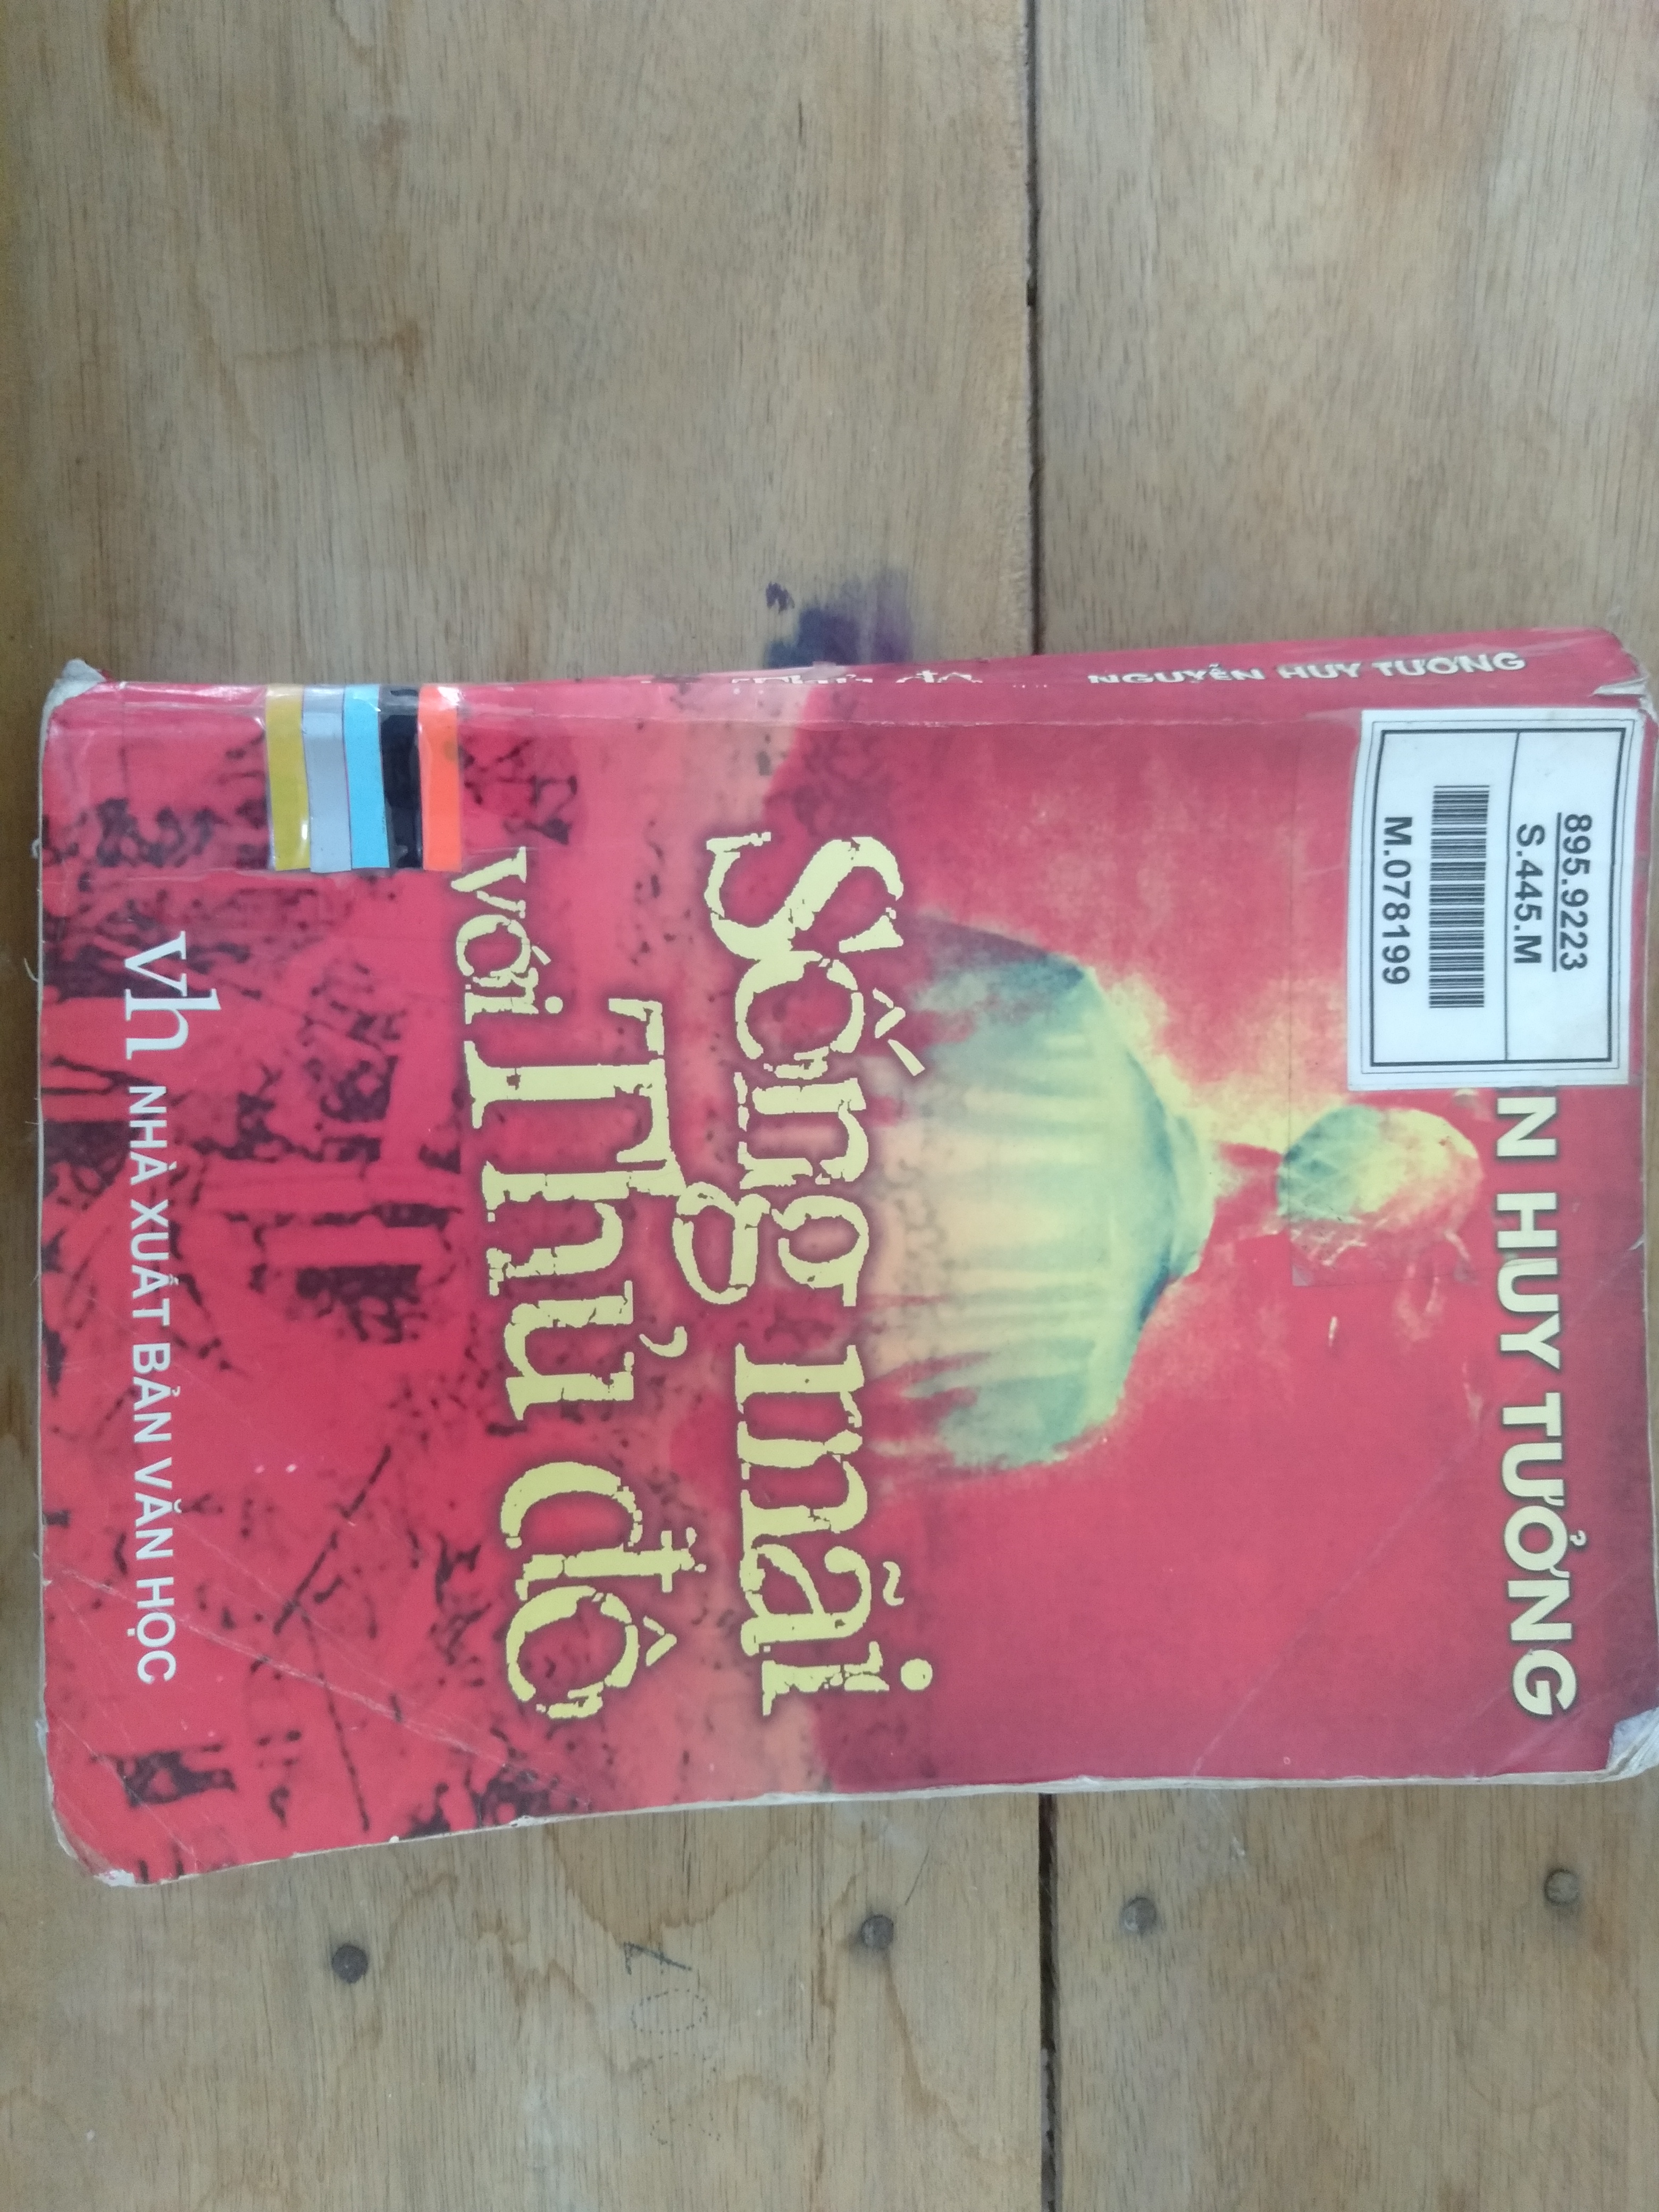 895.9223
S.445.M
M.078199
N HUY TƯỞNG
NGUYỄN HUY TƯỞNG
Sống mãi
với Thủ đô
vh NHÀ XUẤT BẢN VĂN HỌC